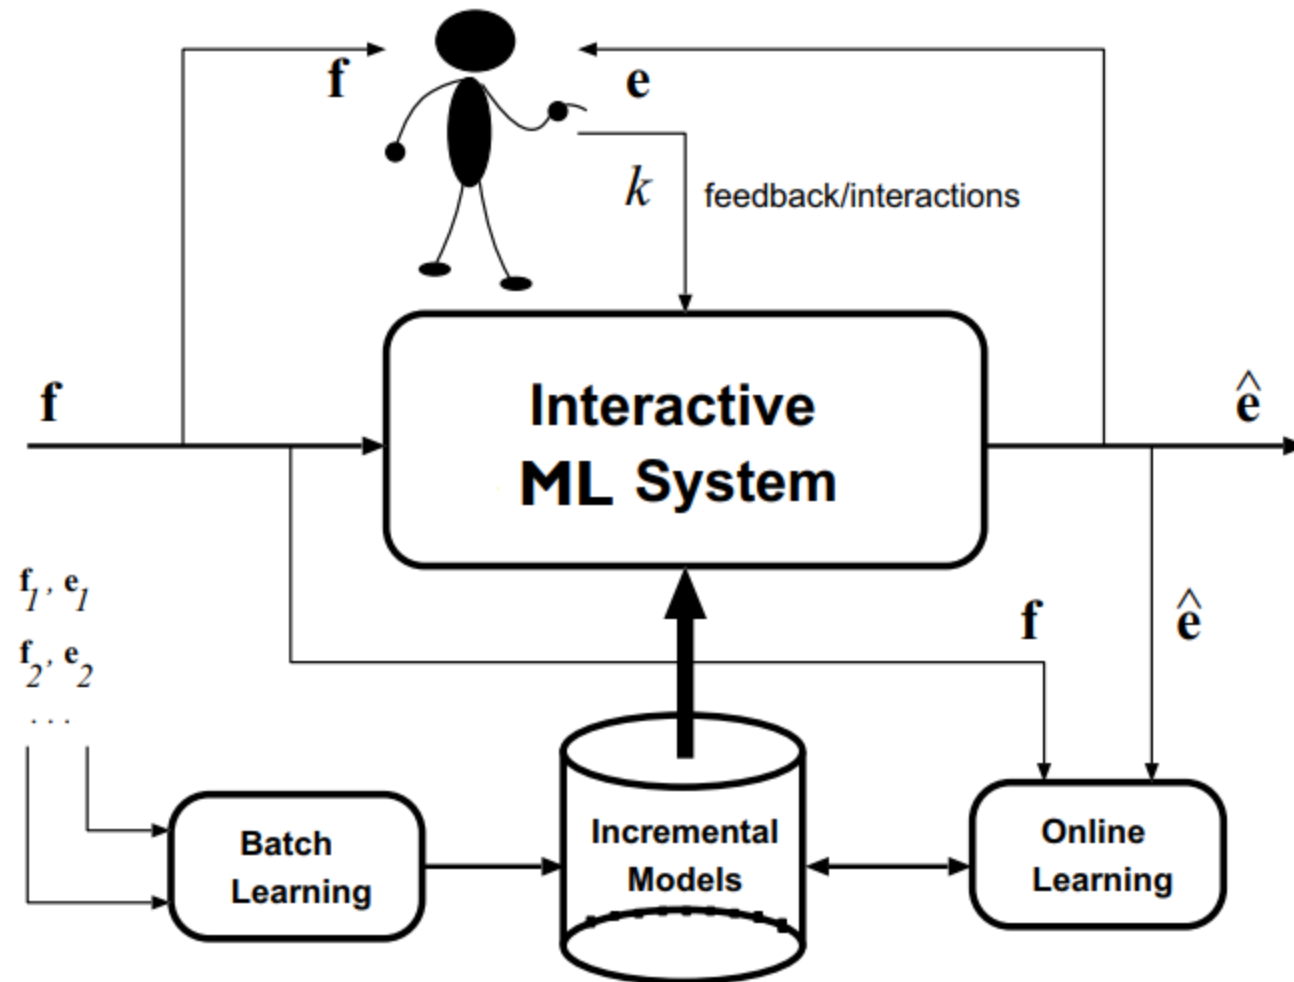 f
e
k
feedback/interactions
f
Interactive
ML System
ê
f₁, e₁
f₂, e₂
...
f
ê
Batch
Learning
Incremental
Models
Online
Learning